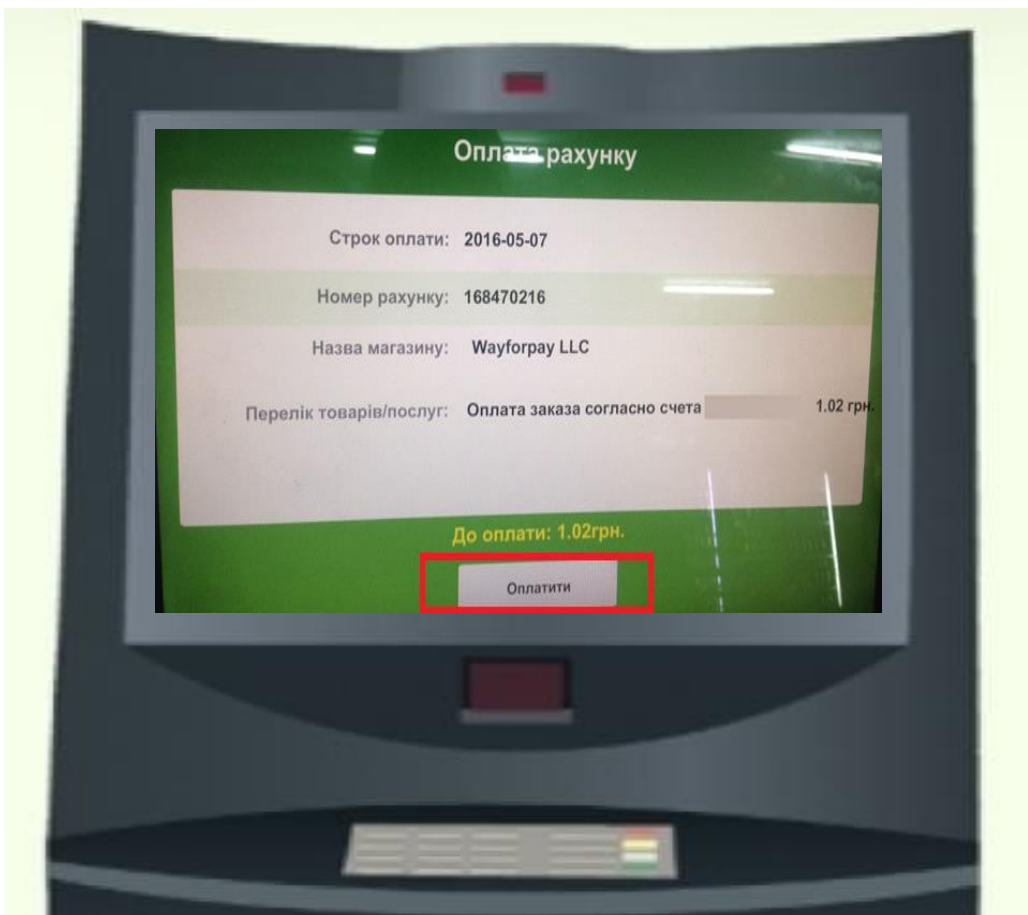 Оплата рахунку
Строк оплати: 2016-05-07
Номер рахунку: 168470216
Назва магазину: Wayforpay LLC
Перелік товарів/послуг: Оплата заказа согласно счета 1.02 грн.
До оплати: 1.02грн.
Оплатити